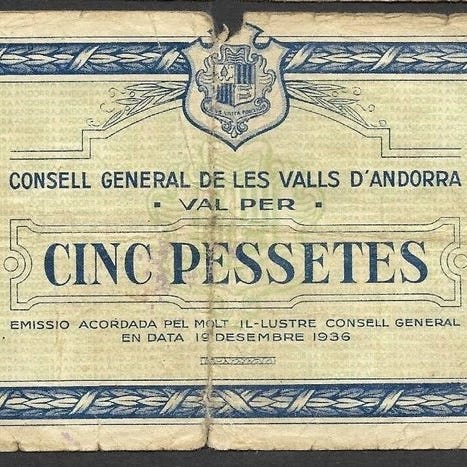 CONSELL GENERAL DE LES VALLS D'ANDORRA
▪ VAL PER ▪
CINC PESSETES
EMISSIO ACORDADA PEL MOLT IL-LUSTRE CONSELL GENERAL
EN DATA 19 DESEMBRE 1936